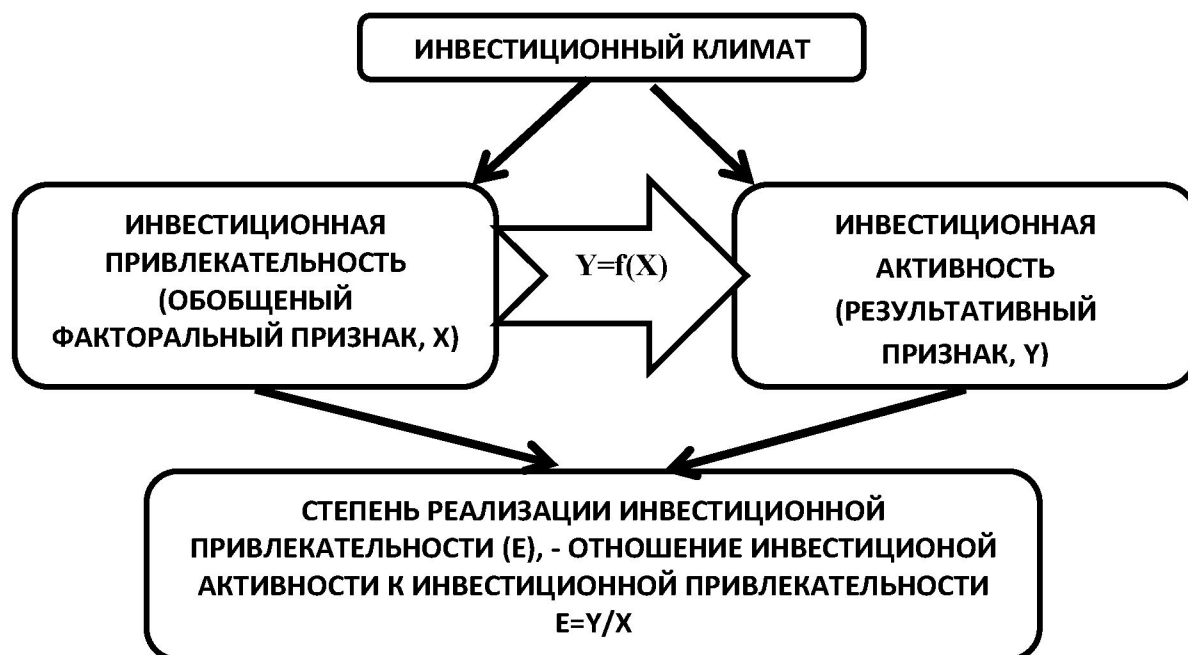 ИНВЕСТИЦИОННЫЙ КЛИМАТ
ИНВЕСТИЦИОННАЯ
ПРИВЛЕКАТЕЛЬНОСТЬ
(ОБОБЩЕНЫЙ
ФАКТОРАЛЬНЫЙ ПРИЗНАК, X)
Y=f(X)
ИНВЕСТИЦИОННАЯ
АКТИВНОСТЬ
(РЕЗУЛЬТАТИВНЫЙ
ПРИЗНАК, Y)
СТЕПЕНЬ РЕАЛИЗАЦИИ ИНВЕСТИЦИОННОЙ
ПРИВЛЕКАТЕЛЬНОСТИ (E), - ОТНОШЕНИЕ ИНВЕСТИЦИОНОЙ
АКТИВНОСТИ К ИНВЕСТИЦИОННОЙ ПРИВЛЕКАТЕЛЬНОСТИ
E=Y/X